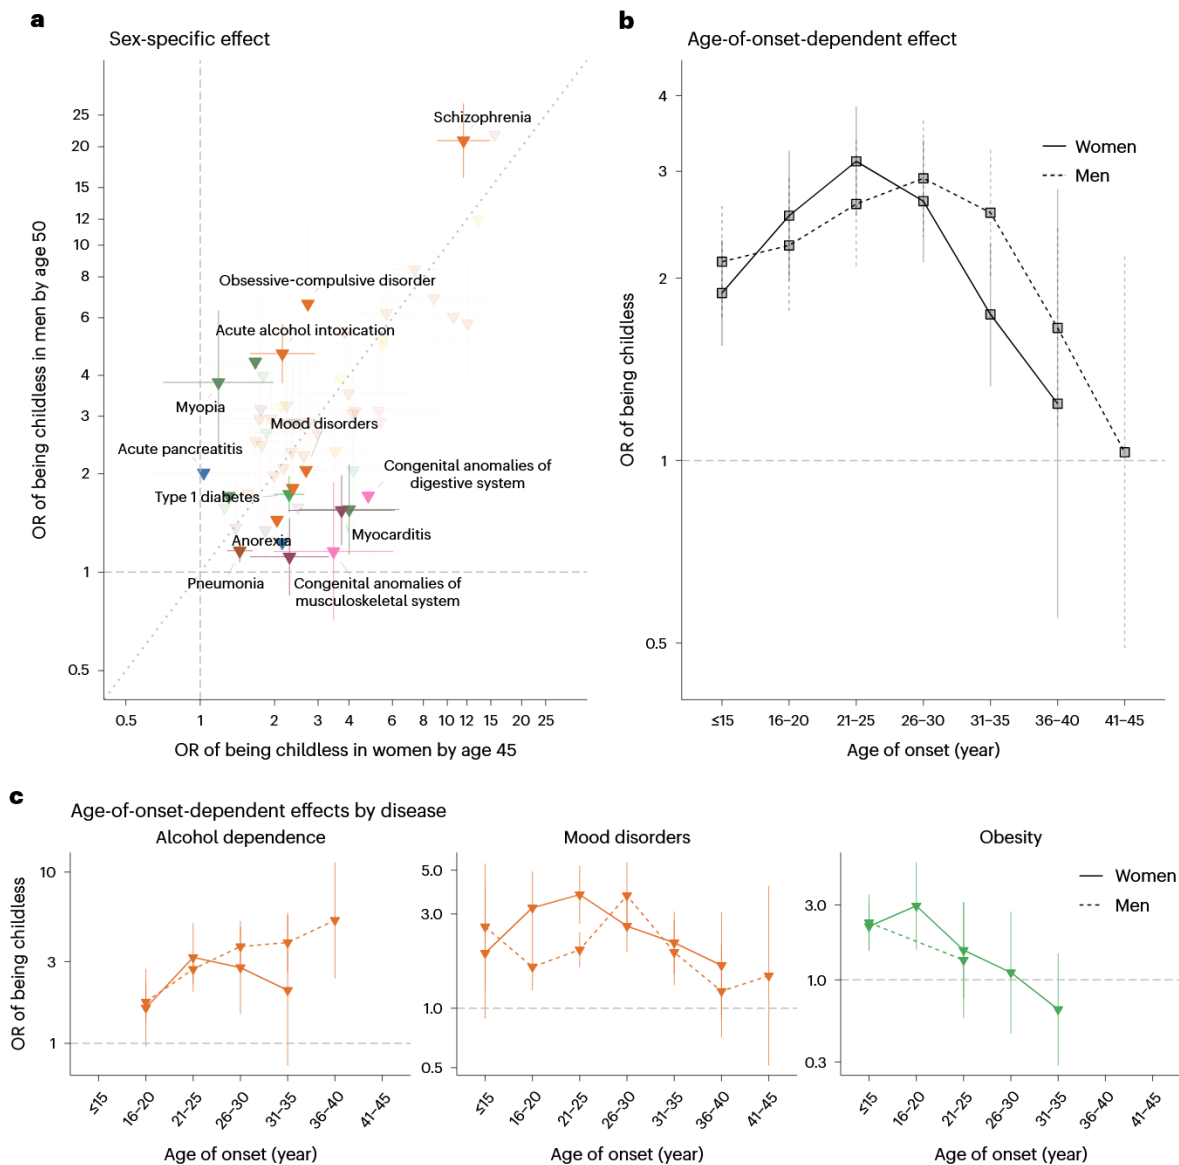 a
Sex-specific effect
OR of being childless in men by age 50
25
20
15
12
10
8
6
4
3
2
1
0.5
Schizophrenia
Obsessive-compulsive disorder
Acute alcohol intoxication
Myopia
Mood disorders
Acute pancreatitis
Congenital anomalies of
digestive system
Type 1 diabetes
Myocarditis
Anorexia
Pneumonia
Congenital anomalies of
musculoskeletal system
0.5 1 2 3 4 6 8 10 12 15 20 25
OR of being childless in women by age 45
b
Age-of-onset-dependent effect
OR of being childless
4
3
2
1
0.5
Women
Men
≤15 16–20 21–25 26–30 31–35 36–40 41–45
Age of onset (year)
c
Age-of-onset-dependent effects by disease
Alcohol dependence
OR of being childless
10
3
1
≤15 16–20 21–25 26–30 31–35 36–40 41–45
Age of onset (year)
Mood disorders
5.0
3.0
1.0
0.5
≤15 16–20 21–25 26–30 31–35 36–40 41–45
Age of onset (year)
Obesity
3.0
1.0
0.3
Women
Men
≤15 16–20 21–25 26–30 31–35 36–40 41–45
Age of onset (year)